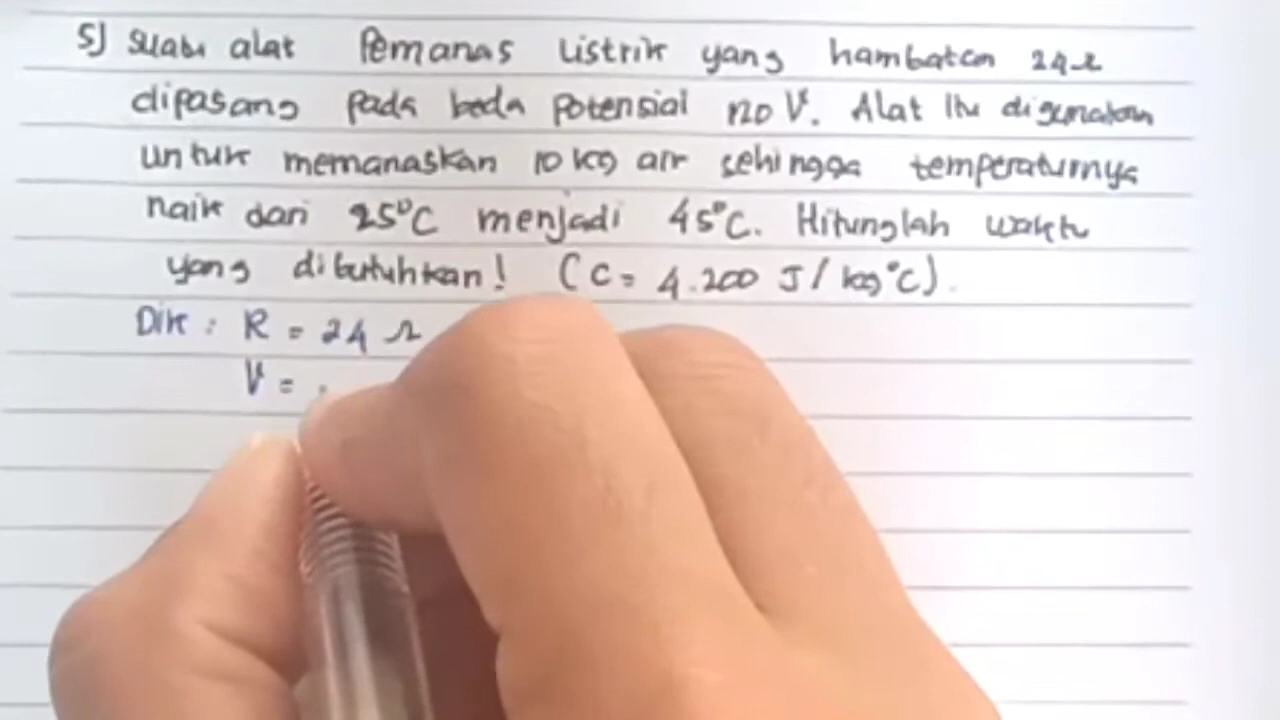 5) Suatu alat Pemanas listrik yang hambatan 24 Ω
dipasang Pada beda Potensial 120 V. Alat Itu digunakan
untuk memanaskan 10 kg air sehingga temperaturnya
naik dari 25°C menjadi 45°C. Hitunglah waktu
yang dibutuhkan! (C = 4.200 J/kg°C).
Dik : R = 24 Ω
V =